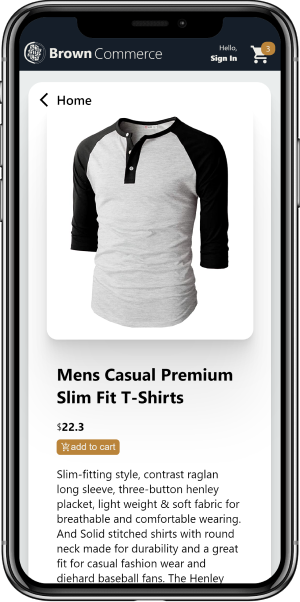 Hello,
Brown Commerce
Sign In
3
Home
Mens Casual Premium
Slim Fit T-Shirts
$22.3
add to cart
Slim-fitting style, contrast raglan
long sleeve, three-button henley
placket, light weight & soft fabric for
breathable and comfortable wearing.
And Solid stitched shirts with round
neck made for durability and a great
fit for casual fashion wear and
diehard baseball fans. The Henley